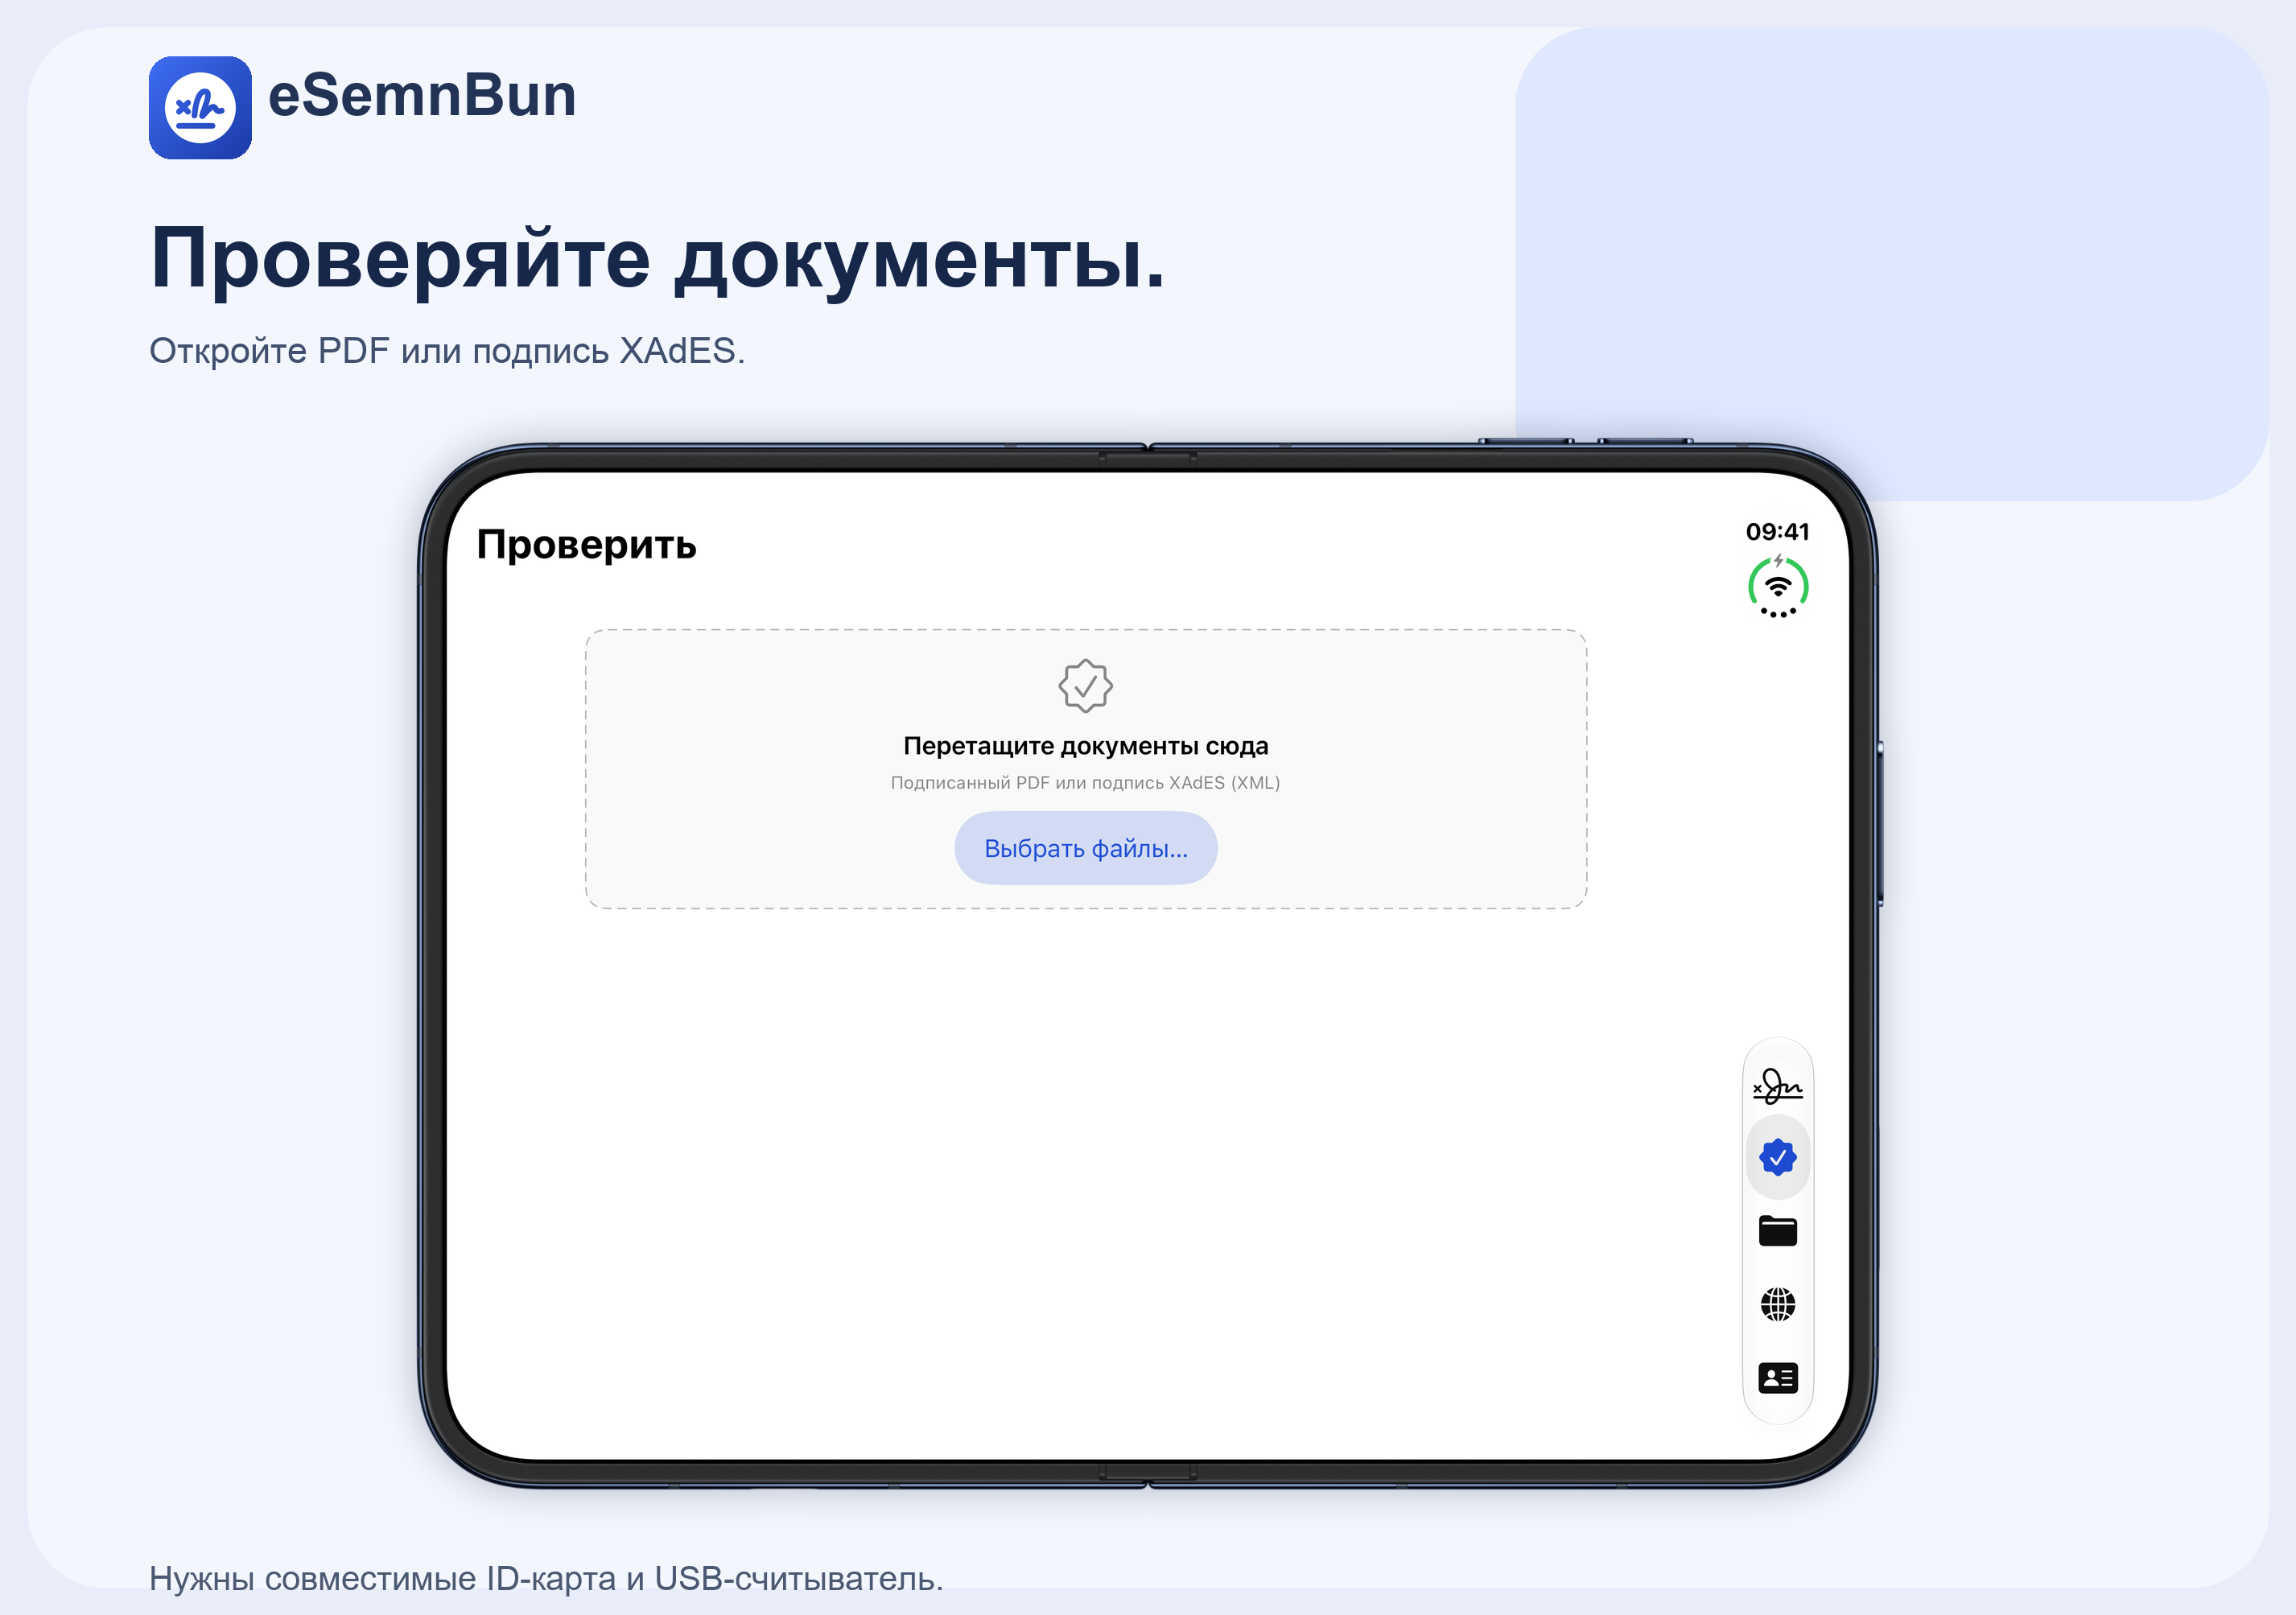 eSemnBun
Проверяйте документы.
Откройте PDF или подпись XAdES.
Проверить
09:41
Перетащите документы сюда
Подписанный PDF или подпись XAdES (XML)
Выбрать файлы...
Нужны совместимые ID-карта и USB-считыватель.